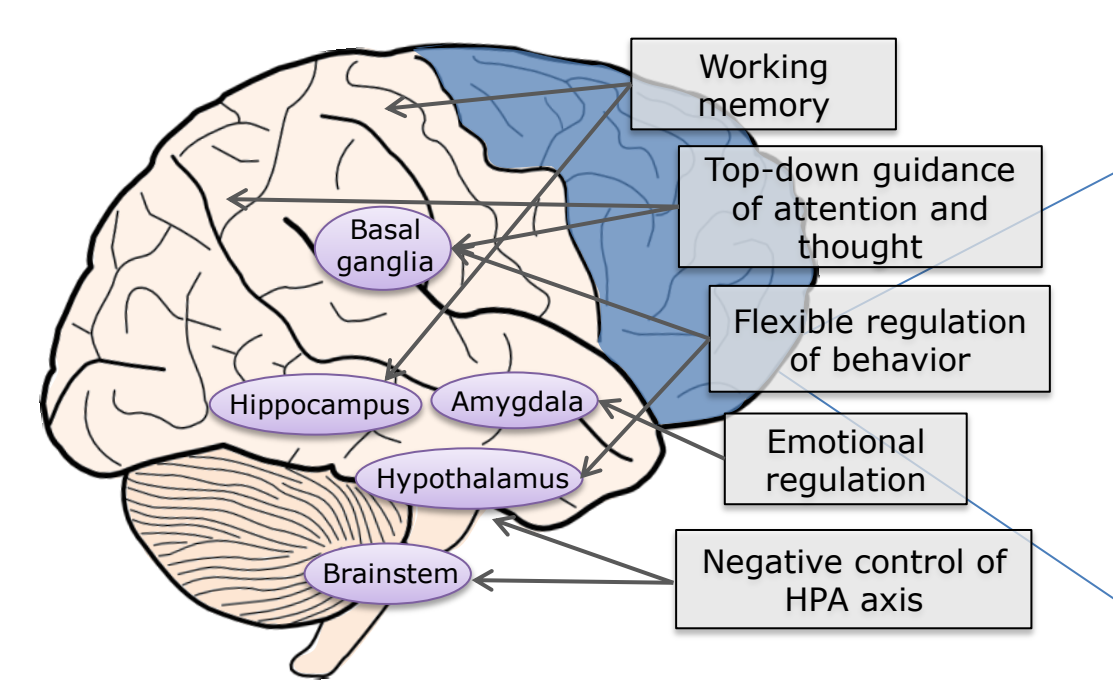 Working
memory
Top-down guidance
of attention and
thought
Basal
ganglia
Flexible regulation
of behavior
Hippocampus
Amygdala
Emotional
regulation
Hypothalamus
Negative control of
HPA axis
Brainstem